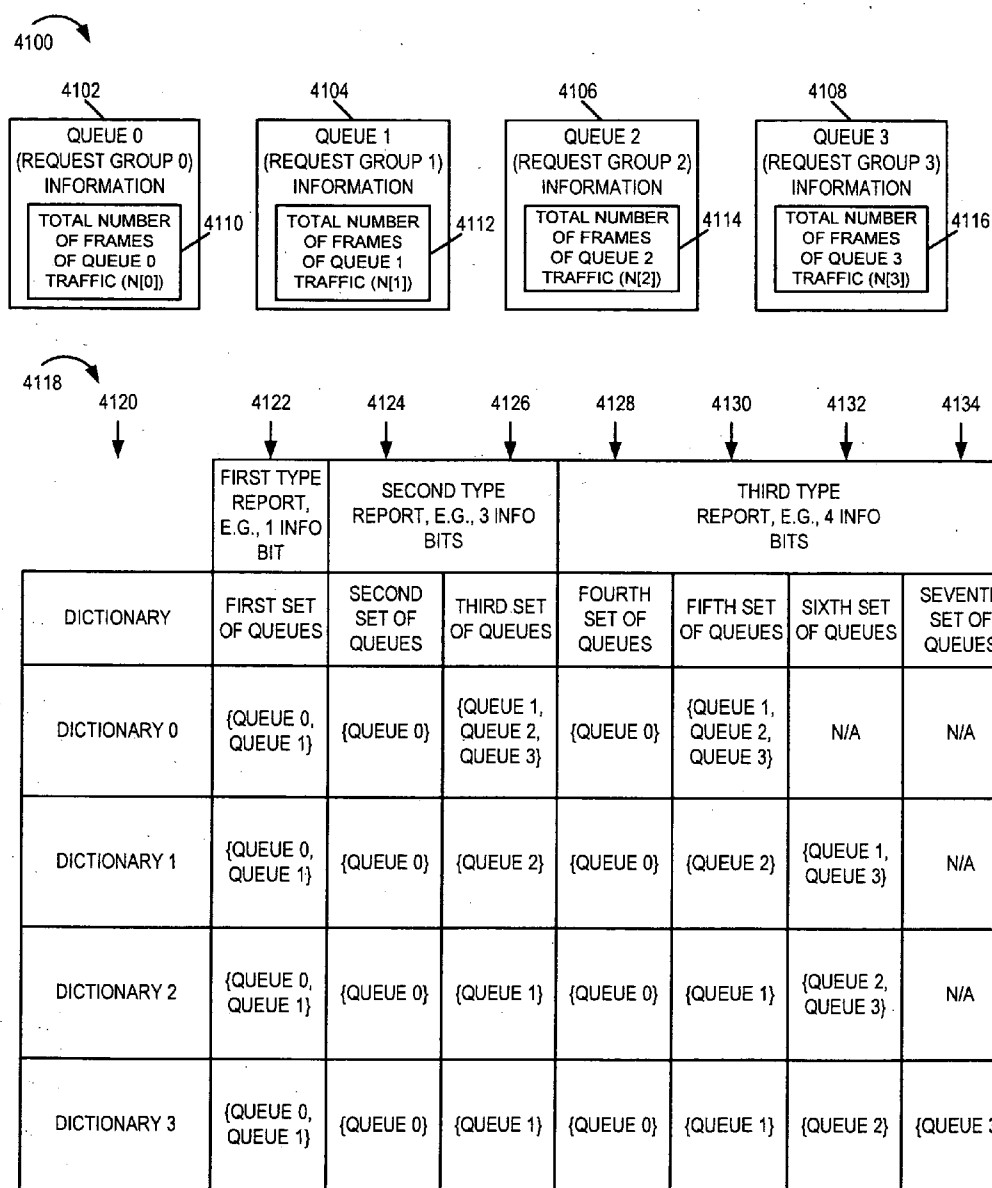 4100
4102
4104
4106
4108
QUEUE 0
(REQUEST GROUP 0)
INFORMATION
TOTAL NUMBER
OF FRAMES
OF QUEUE 0
TRAFFIC (N[0])
4110
QUEUE 1
(REQUEST GROUP 1)
INFORMATION
TOTAL NUMBER
OF FRAMES
OF QUEUE 1
TRAFFIC (N[1])
4112
QUEUE 2
(REQUEST GROUP 2)
INFORMATION
TOTAL NUMBER
OF FRAMES
OF QUEUE 2
TRAFFIC (N[2])
4114
QUEUE 3
(REQUEST GROUP 3)
INFORMATION
TOTAL NUMBER
OF FRAMES
OF QUEUE 3
TRAFFIC (N[3])
4116
4118
4120
4122
4124
4126
4128
4130
4132
4134
FIRST TYPE
REPORT,
E.G., 1 INFO
BIT
SECOND TYPE
REPORT, E.G., 3 INFO
BITS
THIRD TYPE
REPORT, E.G., 4 INFO
BITS
DICTIONARY
FIRST SET
OF QUEUES
SECOND
SET OF
QUEUES
THIRD SET
OF QUEUES
FOURTH
SET OF
QUEUES
FIFTH SET
OF QUEUES
SIXTH SET
OF QUEUES
SET OF
DICTIONARY 0
{QUEUE 0,
QUEUE 1}
{QUEUE 0}
{QUEUE 1,
QUEUE 2,
QUEUE 3}
{QUEUE 0}
{QUEUE 1,
QUEUE 2,
QUEUE 3}
N/A
N/A
DICTIONARY 1
{QUEUE 0,
QUEUE 1}
{QUEUE 0}
{QUEUE 2}
{QUEUE 0}
{QUEUE 2}
{QUEUE 1,
QUEUE 3}
N/A
DICTIONARY 2
{QUEUE 0,
QUEUE 1}
{QUEUE 0}
{QUEUE 1}
{QUEUE 0}
{QUEUE 1}
{QUEUE 2,
QUEUE 3}
N/A
DICTIONARY 3
{QUEUE 0,
QUEUE 1}
{QUEUE 0}
{QUEUE 1}
{QUEUE 0}
{QUEUE 1}
{QUEUE 2}
{QUEUE